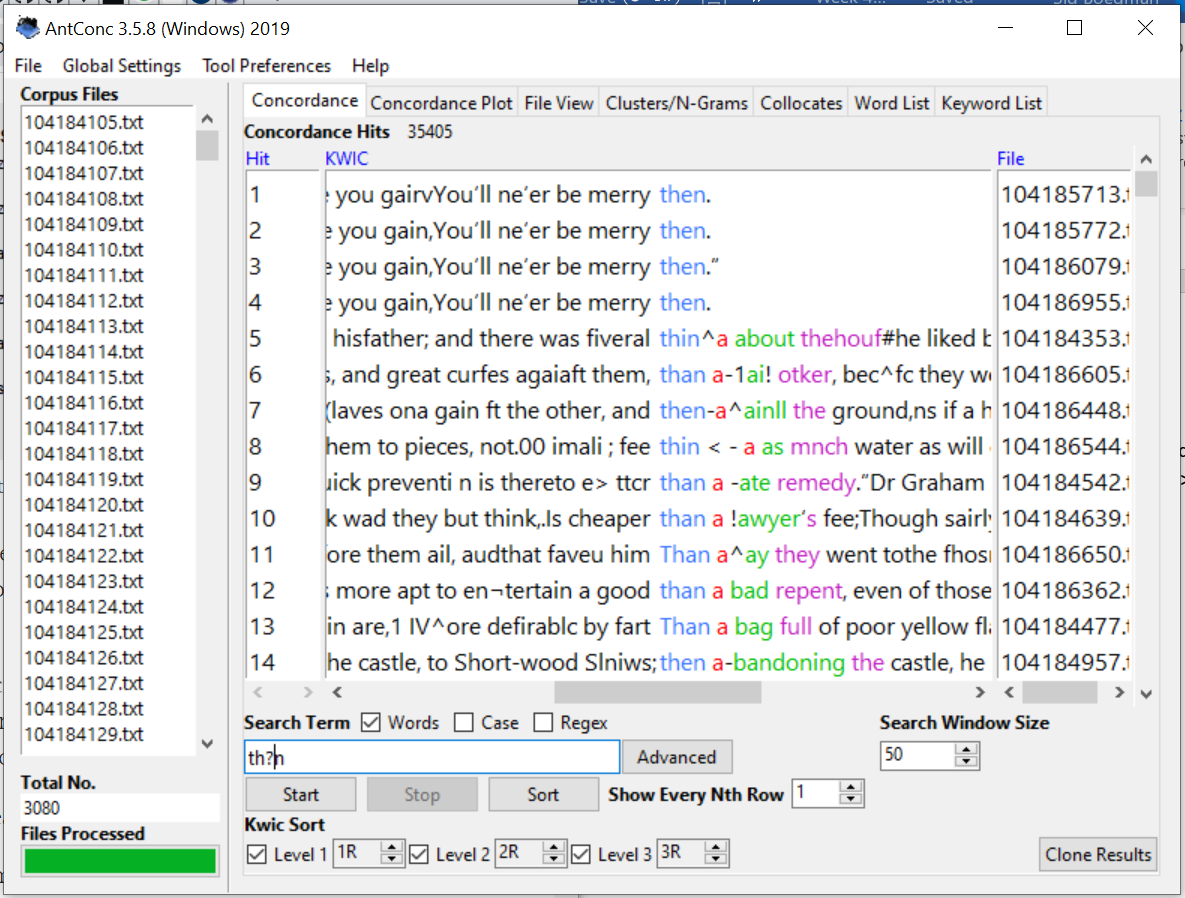 AntConc 3.5.8 (Windows) 2019
File Global Settings Tool Preferences Help
Corpus Files
104184105.txt
104184106.txt
104184107.txt
104184108.txt
104184109.txt
104184110.txt
104184111.txt
104184112.txt
104184113.txt
104184114.txt
104184115.txt
104184116.txt
104184117.txt
104184118.txt
104184119.txt
104184120.txt
104184121.txt
104184122.txt
104184123.txt
104184124.txt
104184125.txt
104184126.txt
104184127.txt
104184128.txt
104184129.txt
Total No.
3080
Files Processed
Concordance Concordance Plot File View Clusters/N-Grams Collocates Word List Keyword List
Concordance Hits 35405
Hit KWIC File
1 you gairvYou'll ne'er be merry then. 104185713.t
2 you gain,You'll ne'er be merry then. 104185772.t
3 you gain,You'll ne'er be merry then." 104186079.t
4 you gain,You'll ne'er be merry then. 104186955.t
5 hisfather; and there was fiveral thin^a about thehouf#he liked b 104184353.t
6 s, and great curfes agaiaft them, than a-1ai! otker, bec^fc they we 104186605.t
7 (laves ona gain ft the other, and then-a^ainll the ground,ns if a h 104186448.t
8 hem to pieces, not.00 imali ; fee thin < - a as mnch water as will 104186544.t
9 uick preventi n is thereto e> ttcr than a -ate remedy."Dr Graham 104184542.t
10 k wad they but think,.Is cheaper than a !awyer's fee;Though sairly 104184639.t
11 ore them ail, audthat faveu him Than a^ay they went tothe fhosr 104186650.t
12 s more apt to en¬tertain a good than a bad repent, even of those 104186362.t
13 in are,1 IV^ore defirablc by fart Than a bag full of poor yellow fla 104184477.t
14 he castle, to Short-wood Slniws;then a-bandoning the castle, he 104184957.t
Search Term Words Case Regex Search Window Size
th?n Advanced 50
Start Stop Sort Show Every Nth Row 1
Kwic Sort
Level 1 1R Level 2 2R Level 3 3R Clone Results